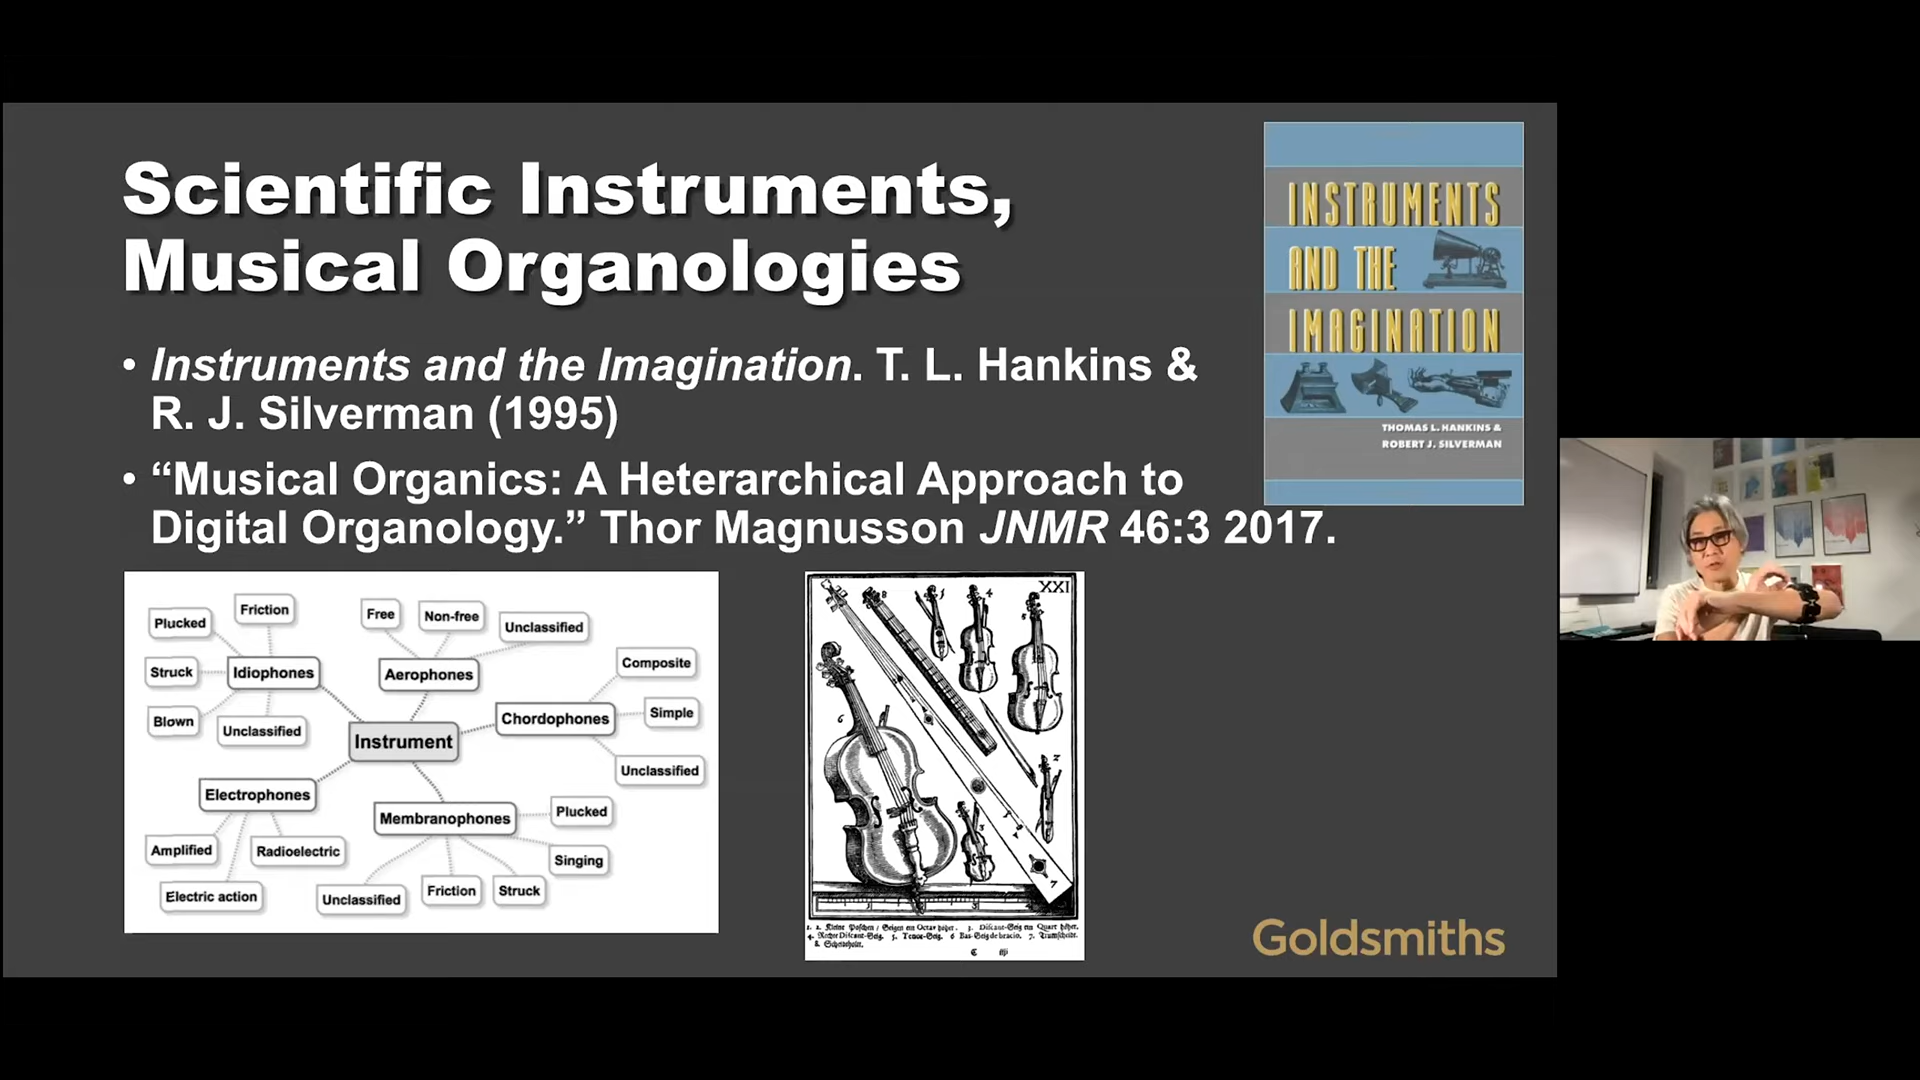 Scientific Instruments,
Musical Organologies
• Instruments and the Imagination. T. L. Hankins &
R. J. Silverman (1995)
• “Musical Organics: A Heterarchical Approach to
Digital Organology.” Thor Magnusson JNMR 46:3 2017.
INSTRUMENTS
AND THE
IMAGINATION
THOMAS L. HANKINS &
ROBERT J. SILVERMAN
Plucked
Friction
Free
Non-free
Unclassified
Struck
Idiophones
Aerophones
Composite
Blown
Unclassified
Chordophones
Simple
Instrument
Unclassified
Electrophones
Membranophones
Plucked
Amplified
Radioelectric
Singing
Electric action
Unclassified
Friction
Struck
XXI
Goldsmiths